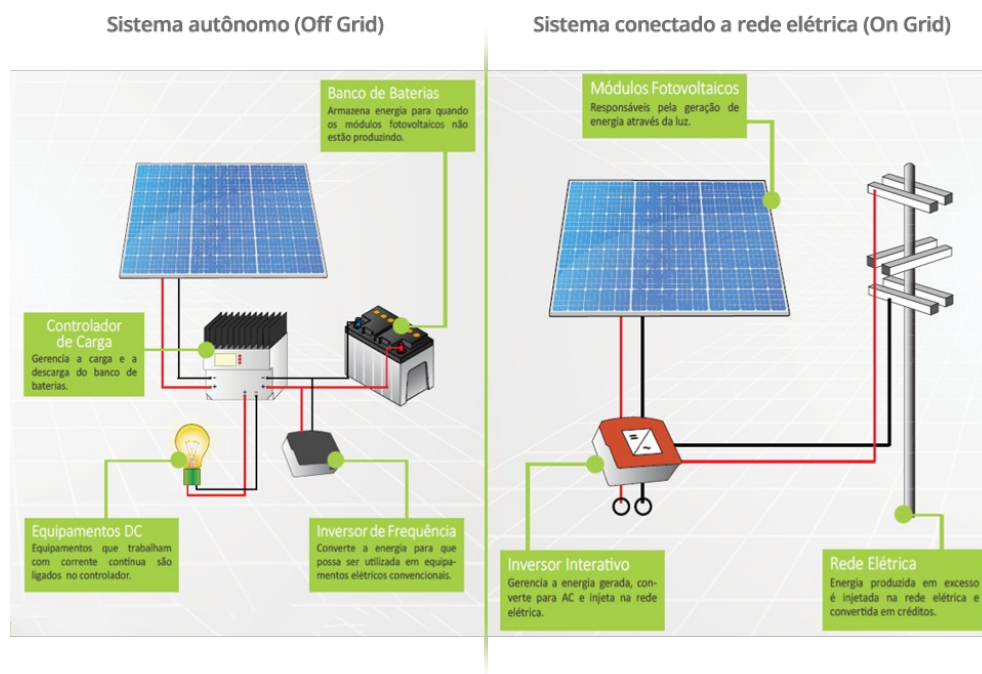 Sistema autônomo (Off Grid)
Banco de Baterias
Armazena energia para quando
os módulos fotovoltaicos não
estão produzindo.
Controlador
de Carga
Gerencia a carga e a
descarga do banco de
baterias.
Equipamentos DC
Equipamentos que trabalham
com corrente contínua são
ligados no controlador.
Inversor de Frequência
Converte a energia para que
possa ser utilizada em equipa-
mentos elétricos convencionais.
Sistema conectado a rede elétrica (On Grid)
Módulos Fotovoltaicos
Responsáveis pela geração de
energia através da luz.
Inversor Interativo
Gerencia a energia gerada, con-
verte para AC e injeta na rede
elétrica.
Rede Elétrica
Energia produzida em excesso
é injetada na rede elétrica e
convertida em créditos.